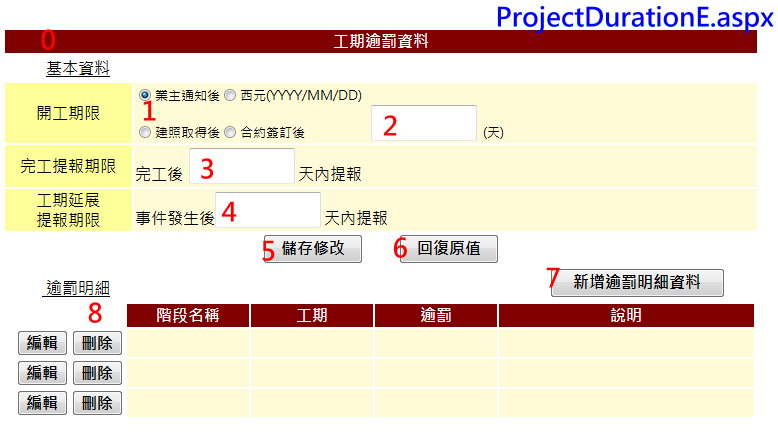 ProjectDurationE.aspx
0 工期逾罰資料
基本資料
開工期限
業主通知後 西元(YYYY/MM/DD)
1
建照取得後 合約簽訂後 2 (天)
完工提報期限 完工後 3 天內提報
工期延展
提報期限 事件發生後 4 天內提報
5 儲存修改 6 回復原值
7 新增逾罰明細資料
逾罰明細
8 階段名稱 工期 逾罰 說明
編輯 刪除
編輯 刪除
編輯 刪除